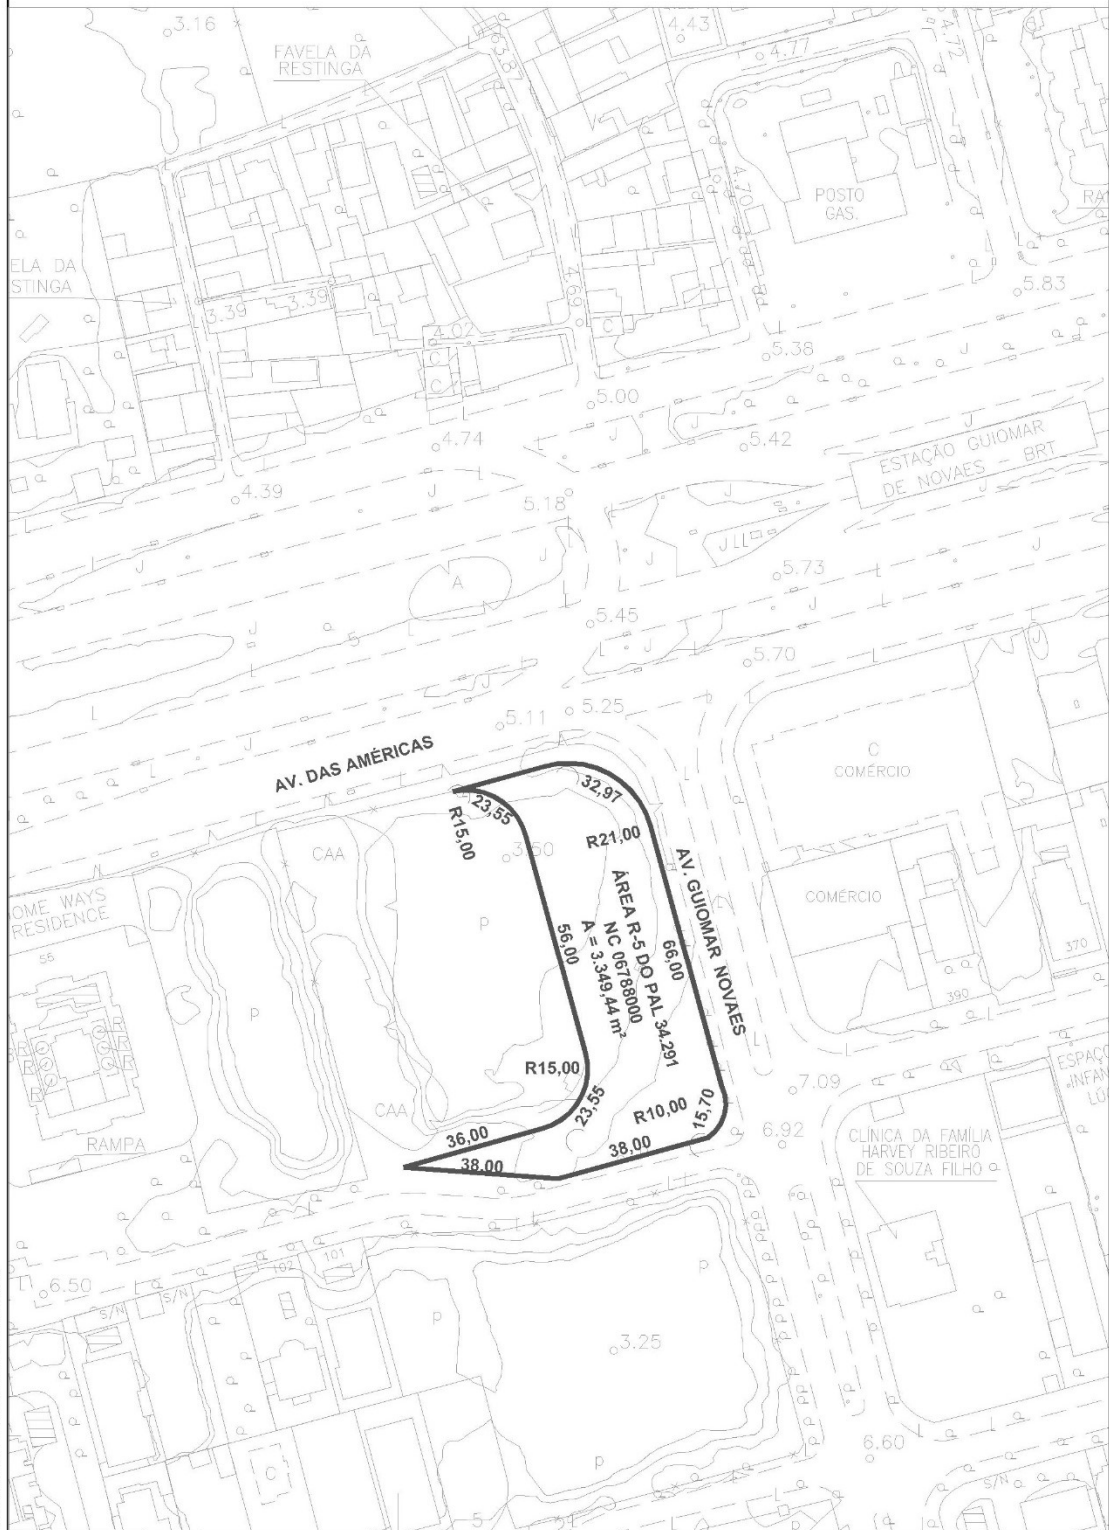 3.16
FAVELA DA
RESTINGA
4.43
4.77
4.72
4.70
POSTO
GAS.
ELA DA
STINGA
3.39
3.39
4.02
4.69
C
C
C
5.83
5.38
5.00
4.74
5.42
ESTAÇÃO GUIOMAR
DE NOVAES - BRT
4.39
5.18
A
5.73
5.45
5.70
5.25
5.11
AV. DAS AMÉRICAS
C
COMÉRCIO
32,97
23,55
R15,00
R21,00
3.50
CAA
AV. GUIOMAR NOVAES
ÁREA R-5 DO PAL 34.291
NC 06788000
A = 3.349,44 m²
56,00
66,00
COMÉRCIO
OME WAYS
RESIDENCE
55
370
390
R15,00
23,55
R10,00
15,70
7.09
ESPAÇO
INFAN
CAA
36,00
38,00
38,00
6.92
RAMPA
CLÍNICA DA FAMÍLIA
HARVEY RIBEIRO
DE SOUZA FILHO
101
102
6.50
S/N
S/N
3.25
6.60
C
S/N